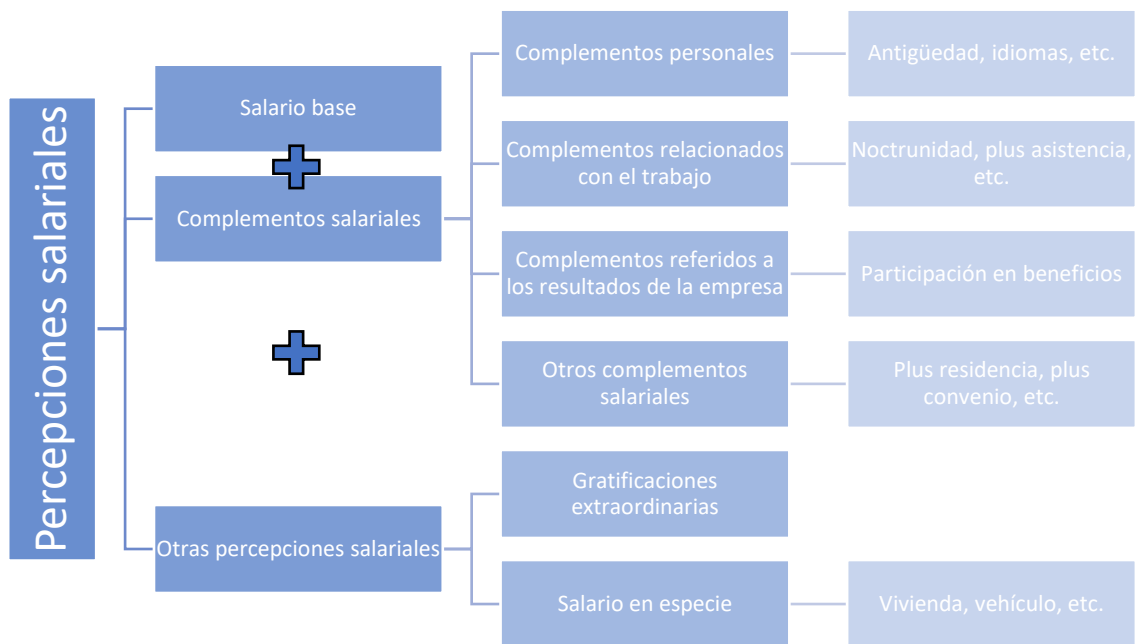 Percepciones salariales
Salario base
Complementos salariales
Complementos personales
Antigüedad, idiomas, etc.
Complementos relacionados
con el trabajo
Noctrunidad, plus asistencia,
etc.
Complementos referidos a
los resultados de la empresa
Participación en beneficios
Otros complementos
salariales
Plus residencia, plus
convenio, etc.
Otras percepciones salariales
Gratificaciones
extraordinarias
Salario en especie
Vivienda, vehículo, etc.